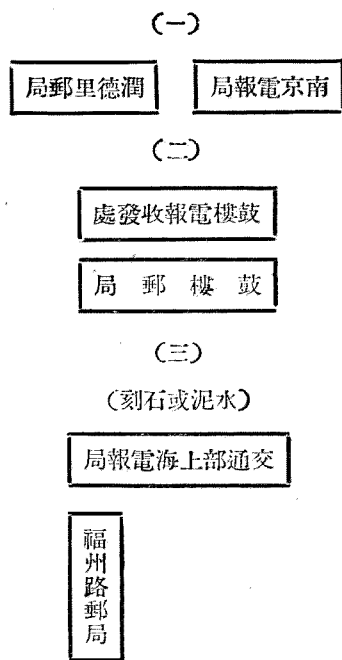 (一)
南京電報局
潤德里郵局
(二)
鼓樓電報收發處
鼓樓郵局
(三)
(刻石或泥水)
交通部上海電報局
福州路郵局